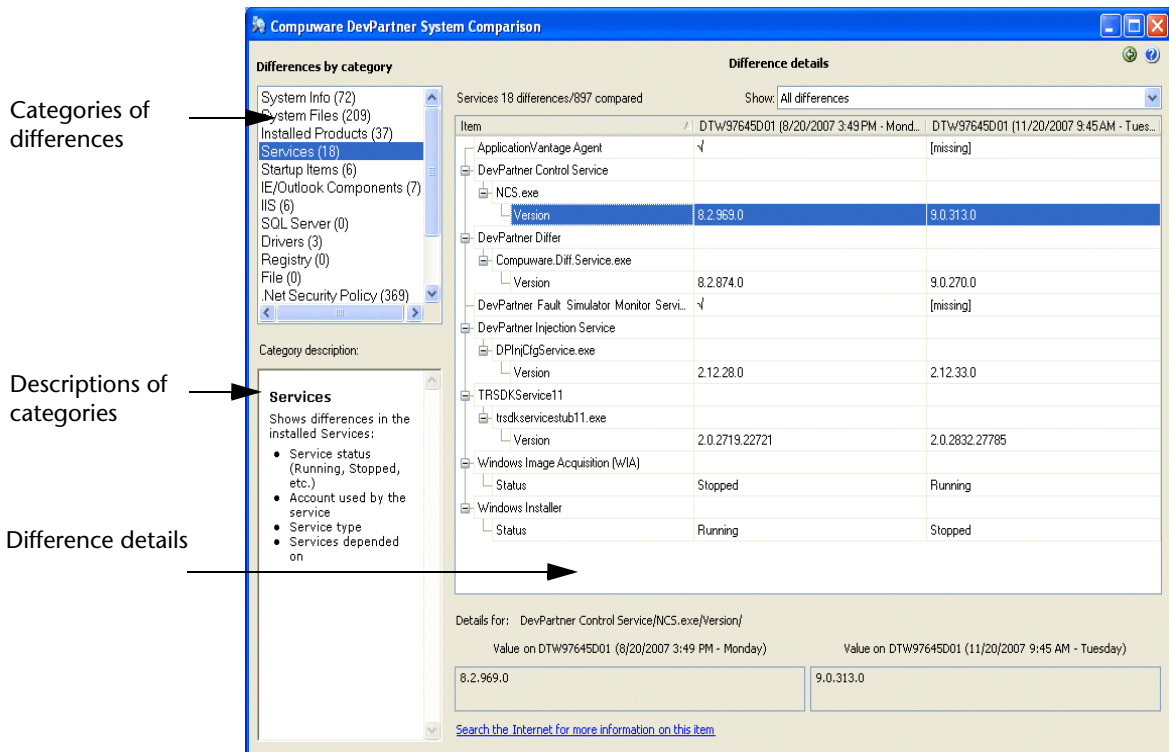 Compuware DevPartner System Comparison
Differences by category
Difference details
Categories of
differences
System Info (72)
System Files (209)
Installed Products (37)
Services (18)
Startup Items (6)
IE/Outlook Components (7)
IIS (6)
SQL Server (0)
Drivers (3)
Registry (0)
File (0)
.Net Security Policy (369)
Services 18 differences/897 compared
Show: All differences
Item DTW97645D01 (8/20/2007 3:49 PM - Mond... DTW97645D01 (11/20/2007 9:45 AM - Tues...
ApplicationVantage Agent √ [missing]
DevPartner Control Service
NCS.exe
Version 8.2.969.0 9.0.313.0
DevPartner Differ
Compuware.Diff.Service.exe
Version 8.2.874.0 9.0.270.0
DevPartner Fault Simulator Monitor Servi... √ [missing]
DevPartner Injection Service
DPInjCfgService.exe
Version 2.12.28.0 2.12.33.0
TRSDKService11
trsdkservicestub11.exe
Version 2.0.2719.22721 2.0.2832.27785
Windows Image Acquisition (WIA)
Status Stopped Running
Windows Installer
Status Running Stopped
Category description:
Descriptions of
categories
Services
Shows differences in the
installed Services:
• Service status
(Running, Stopped,
etc.)
• Account used by the
service
• Service type
• Services depended
on
Difference details
Details for: DevPartner Control Service/NCS.exe/Version/
Value on DTW97645D01 (8/20/2007 3:49 PM - Monday) Value on DTW97645D01 (11/20/2007 9:45 AM - Tuesday)
8.2.969.0 9.0.313.0
Search the Internet for more information on this item